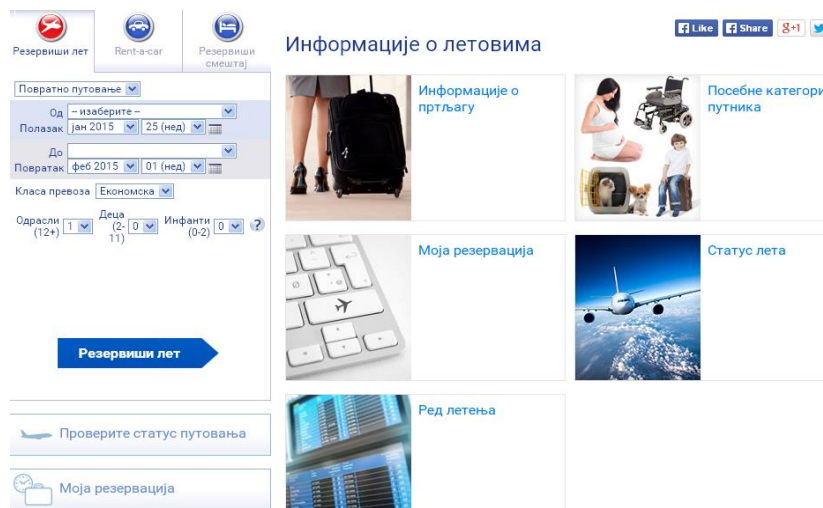 Резервиши лет
Rent-a-car
Резервиши
смештај
Повратно путовање
Од -- изаберите --
Полазак јан 2015 25 (нед)
До
Повратак феб 2015 01 (нед)
Класа превоза Економска
Одрасли
(12+) 1
Деца
(2-
11) 0
Инфанти
(0-2) 0 ?
Резервиши лет
Проверите статус путовања
Моја резервација
Like Share g+1
Информације о летовима
Информације о
пртљагу
Посебне категори
путника
Моја резервација
Статус лета
Ред летења